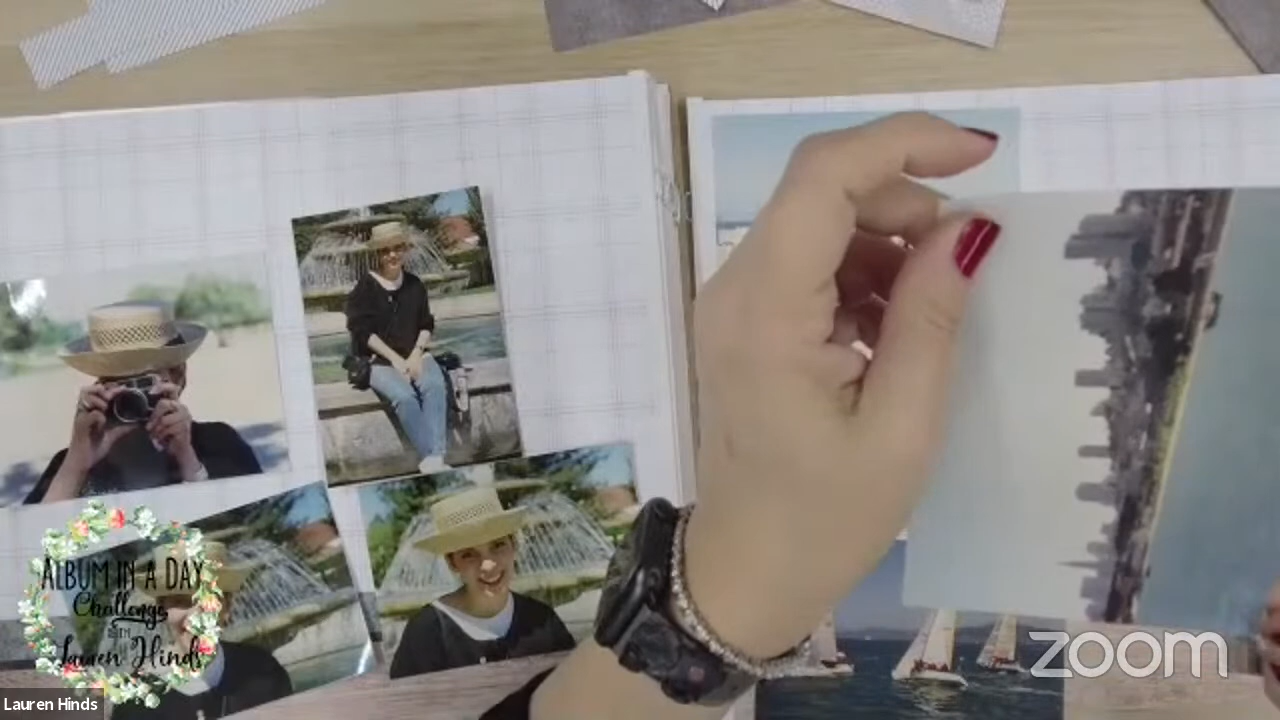 ALBUM IN A DAY
Challenge
WITH
Lauren Hinds
Lauren Hinds
zoom